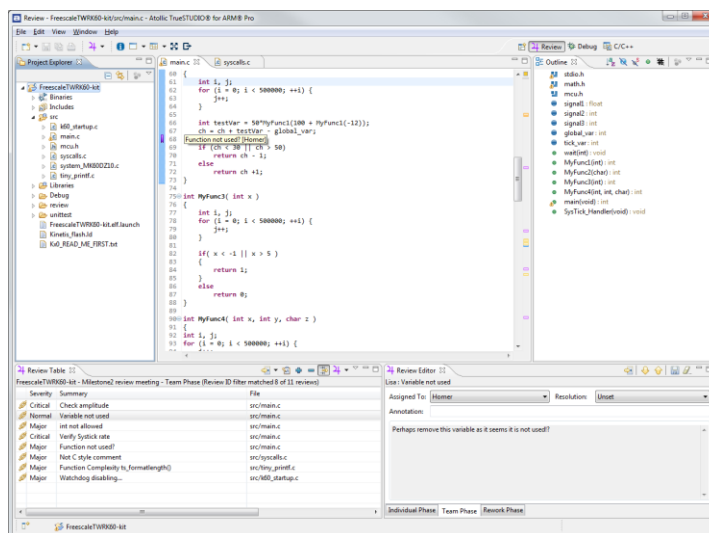 Review - FreescaleTWRK60-kit/src/main.c - Atollic TrueSTUDIO® for ARM® Pro
File Edit View Window Help
Review Debug C/C++
Project Explorer
FreescaleTWRK60-kit
Binaries
Includes
src
k60_startup.c
main.c
mcu.h
syscalls.c
system_MK60DZ10.c
tiny_printf.c
Libraries
Debug
review
unittest
FreescaleTWRK60-kit.elf.launch
Kinetis_flash.ld
Kx0_READ_ME_FIRST.txt
main.c syscalls.c
60 {
61 int i, j;
62 for (i = 0; i < 500000; ++i) {
63 j++;
64 }
65
66 int testVar = 50*MyFunc1(100 + MyFunc1(-12));
67 ch = ch + testVar - global_var;
68 Function not used? [Homer]
69 if (ch < 30 || ch > 50)
70 return ch - 1;
71 else
72 return ch +1;
73 }
74
75 int MyFunc3( int x )
76 {
77 int i, j;
78 for (i = 0; i < 500000; ++i) {
79 j++;
80 }
81
82 if( x < -1 || x > 5 )
83 {
84 return 1;
85 }
86 else
87 return 0;
88 }
89
90 int MyFunc4( int x, int y, char z )
91 {
92 int i, j;
93 for (i = 0; i < 500000; ++i) {
Outline
stdio.h
math.h
mcu.h
signal1 : float
signal2 : int
signal3 : int
global_var : int
tick_var : int
wait(int) : void
MyFunc1(int) : int
MyFunc2(char) : int
MyFunc3(int) : int
MyFunc4(int, int, char) : int
main(void) : int
SysTick_Handler(void) : void
Review Table
FreescaleTWRK60-kit - Milestone2 review meeting - Team Phase (Review ID filter matched 8 of 11 reviews)
Severity Summary File
Critical Check amplitude src/main.c
Normal Variable not used src/main.c
Major int not allowed src/main.c
Critical Verify Systick rate src/main.c
Major Function not used? src/main.c
Major Not C style comment src/syscalls.c
Major Function Complexity ts_formatlength() src/tiny_printf.c
Major Watchdog disabling... src/k60_startup.c
Review Editor
Lisa : Variable not used
Assigned To: Homer Resolution: Unset
Annotation:
Perhaps remove this variable as it seems it is not used!?
Individual Phase Team Phase Rework Phase
FreescaleTWRK60-kit